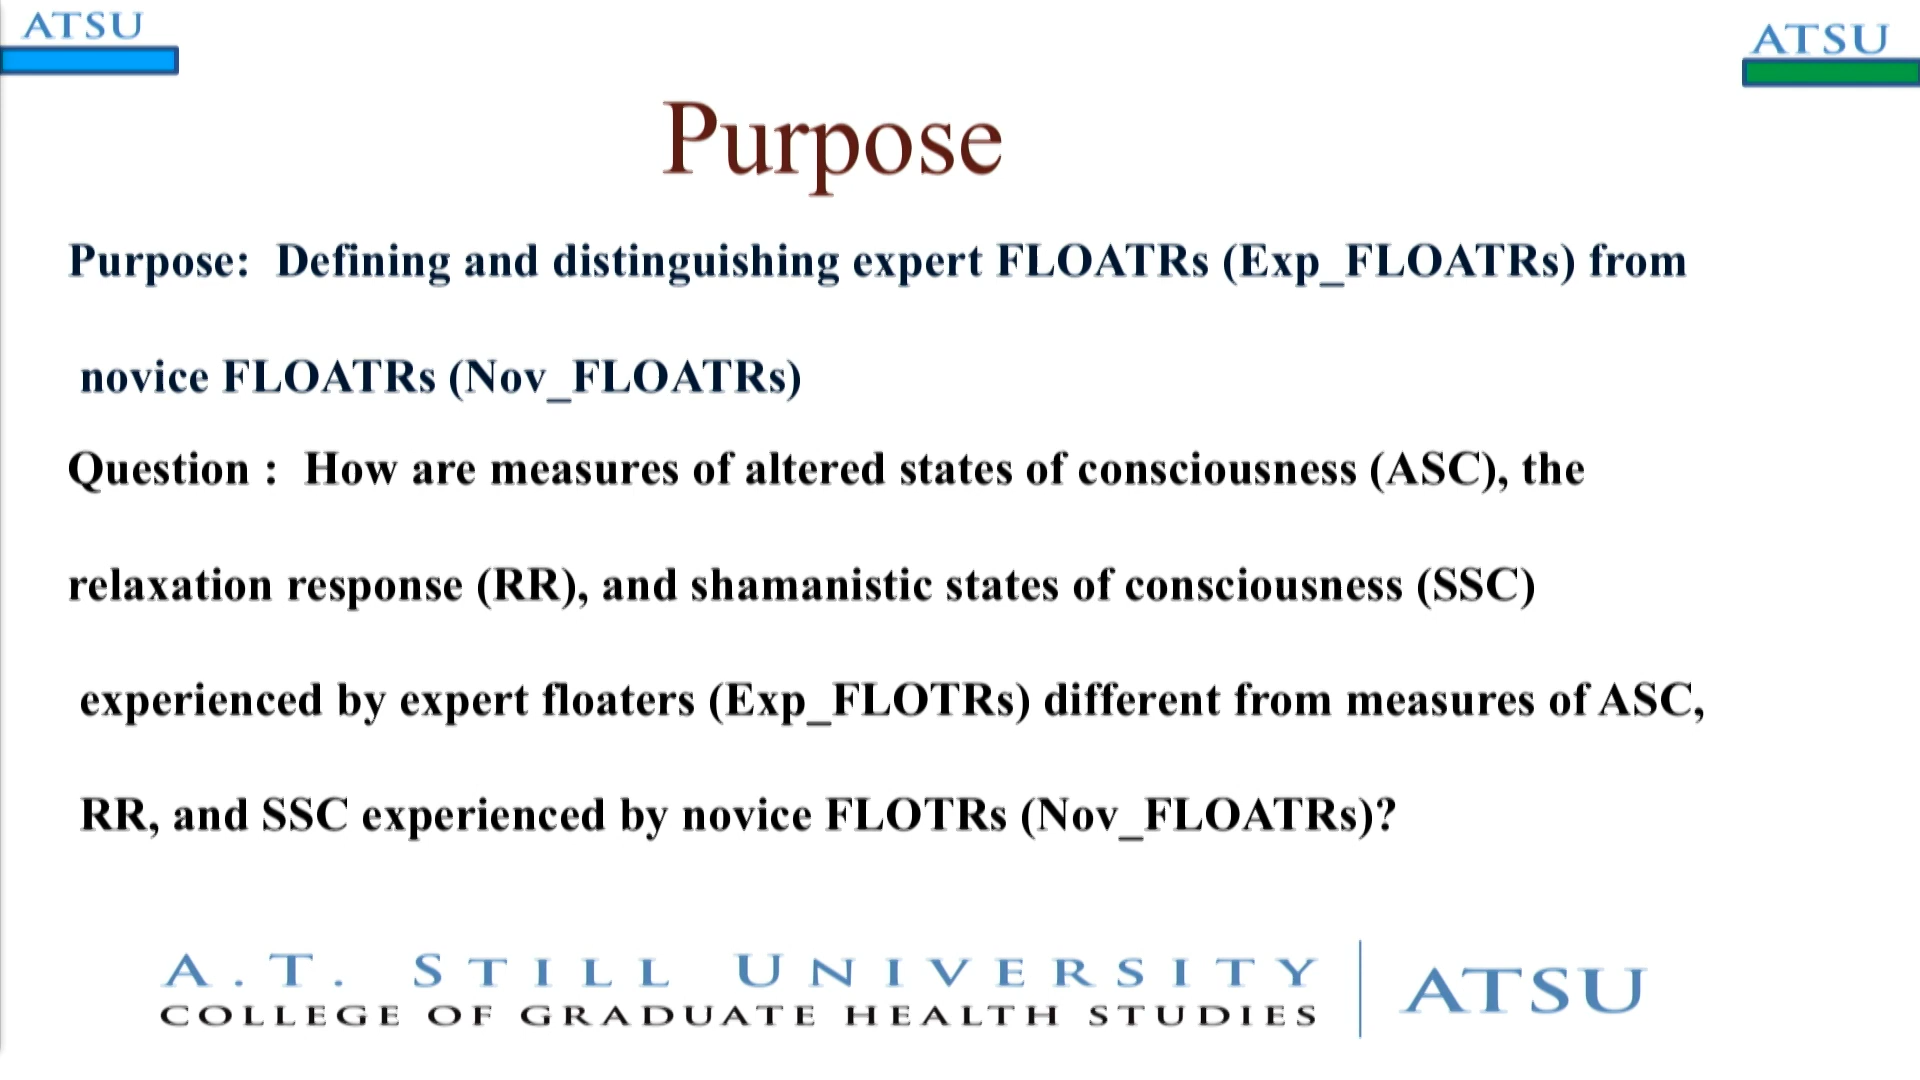 ATSU
ATSU
Purpose
Purpose:  Defining and distinguishing expert FLOATRs (Exp_FLOATRs) from
novice FLOATRs (Nov_FLOATRs)
Question :  How are measures of altered states of consciousness (ASC), the
relaxation response (RR), and shamanistic states of consciousness (SSC)
experienced by expert floaters (Exp_FLOTRs) different from measures of ASC,
RR, and SSC experienced by novice FLOTRs (Nov_FLOATRs)?
A.T. STILL UNIVERSITY
COLLEGE OF GRADUATE HEALTH STUDIES
ATSU